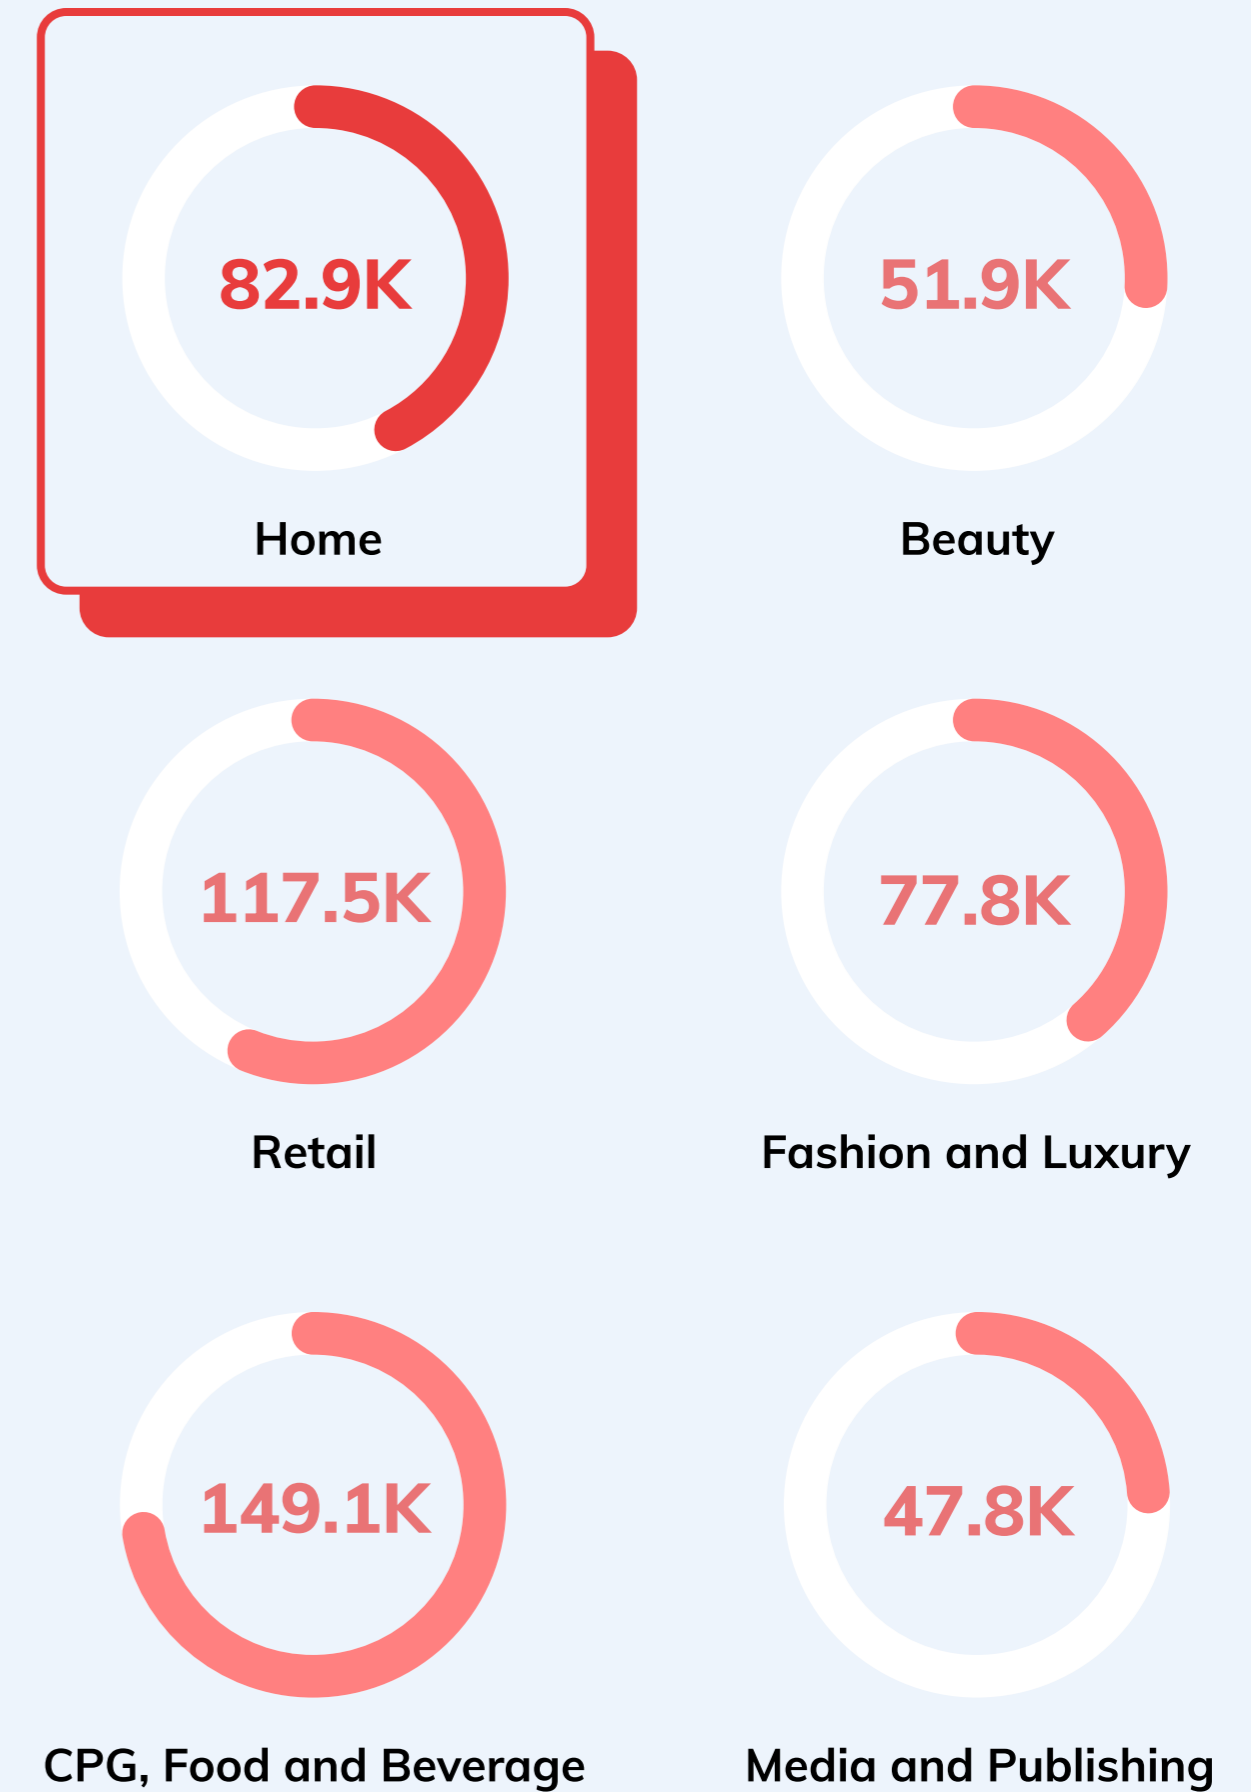 82.9K
Home
51.9K
Beauty
117.5K
Retail
77.8K
Fashion and Luxury
149.1K
CPG, Food and Beverage
47.8K
Media and Publishing